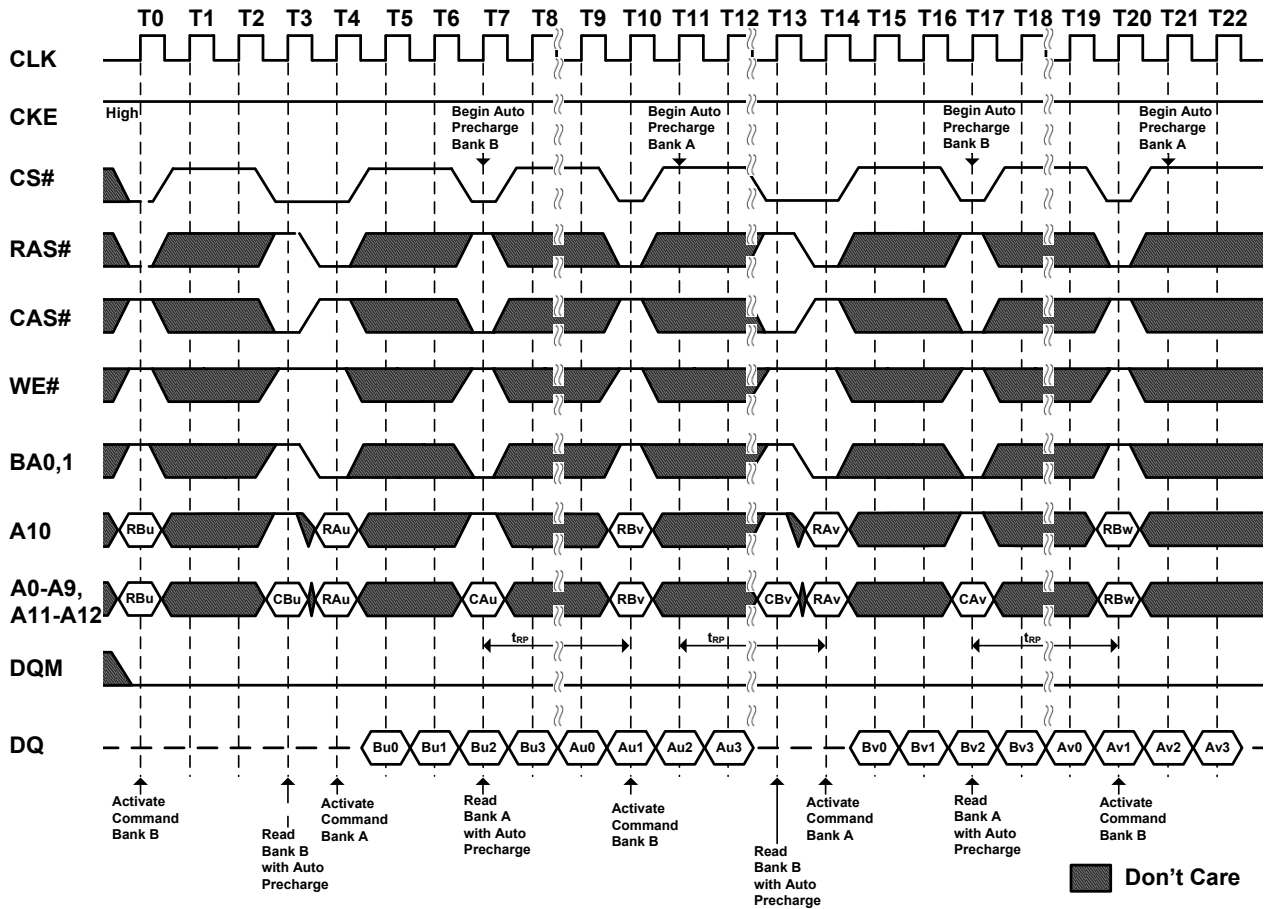 T0 T1 T2 T3 T4 T5 T6 T7 T8 T9 T10 T11 T12 T13 T14 T15 T16 T17 T18 T19 T20 T21 T22
CLK
CKE
High
Begin Auto
Precharge
Bank B
Begin Auto
Precharge
Bank A
Begin Auto
Precharge
Bank B
Begin Auto
Precharge
Bank A
CS#
RAS#
CAS#
WE#
BA0,1
A10
RBu RAu RBv RAv RBw
A0-A9,
A11-A12
RBu CBu RAu CAu RBv CBv RAv CAv RBw
tRP tRP tRP
DQM
DQ
Bu0 Bu1 Bu2 Bu3 Au0 Au1 Au2 Au3 Bv0 Bv1 Bv2 Bv3 Av0 Av1 Av2 Av3
Activate
Command
Bank B
Read
Bank B
with Auto
Precharge
Activate
Command
Bank A
Read
Bank A
with Auto
Precharge
Activate
Command
Bank B
Read
Bank B
with Auto
Precharge
Activate
Command
Bank A
Read
Bank A
with Auto
Precharge
Activate
Command
Bank B
Don't Care